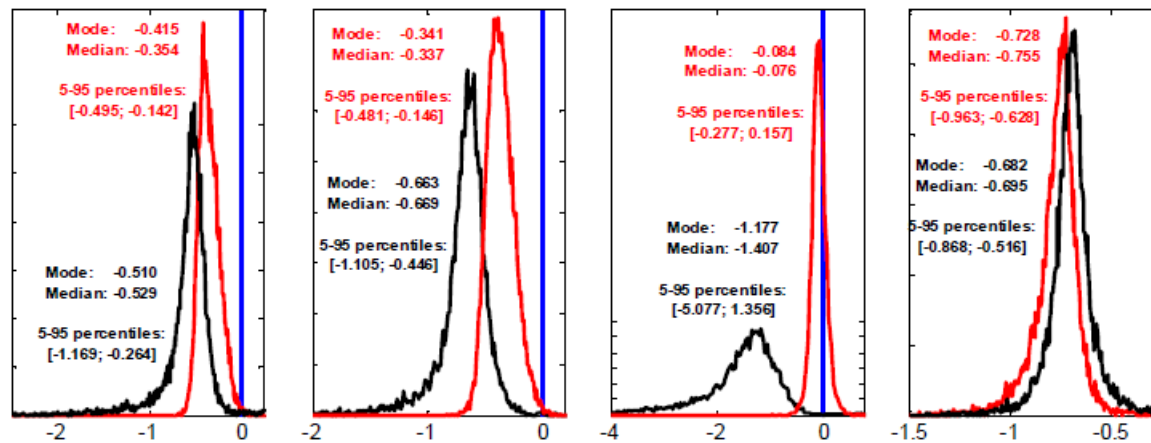 Mode: -0.415
Median: -0.354
5-95 percentiles:
[-0.495; -0.142]
Mode: -0.510
Median: -0.529
5-95 percentiles:
[-1.169; -0.264]
-2 -1 0
Mode: -0.341
Median: -0.337
5-95 percentiles:
[-0.481; -0.146]
Mode: -0.663
Median: -0.669
5-95 percentiles:
[-1.105; -0.446]
-2 -1 0
Mode: -0.084
Median: -0.076
5-95 percentiles:
[-0.277; 0.157]
Mode: -1.177
Median: -1.407
5-95 percentiles:
[-5.077; 1.356]
-4 -2 0
Mode: -0.728
Median: -0.755
5-95 percentiles:
[-0.963; -0.628]
Mode: -0.682
Median: -0.695
5-95 percentiles:
[-0.868; -0.516]
-1.5 -1 -0.5